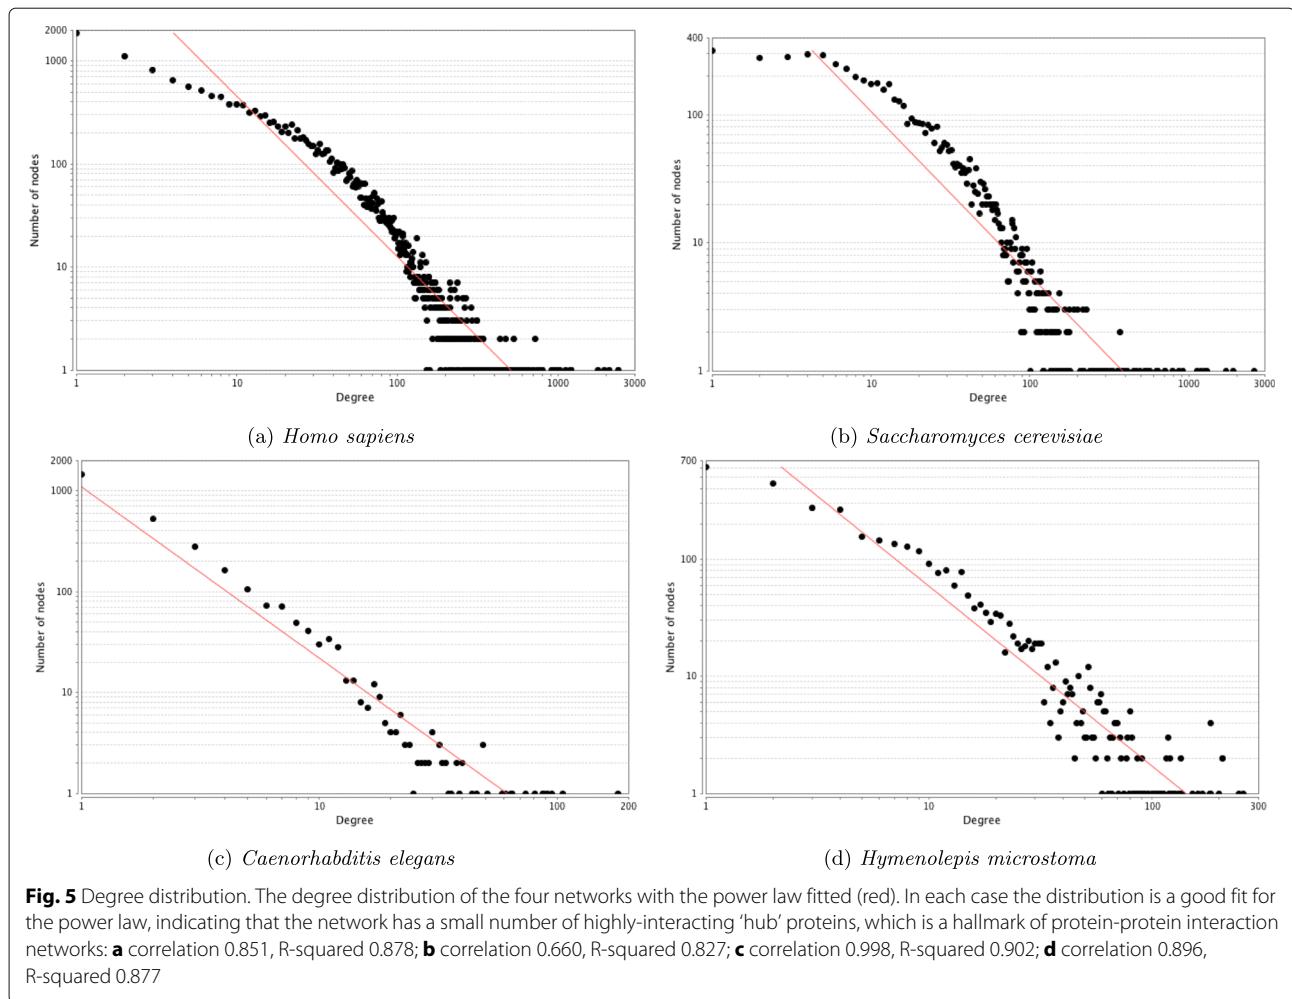 2000
1000
100
10
1
Number of nodes
1
10
100
1000
3000
Degree
(a) Homo sapiens
400
100
10
1
Number of nodes
1
10
100
1000
3000
Degree
(b) Saccharomyces cerevisiae
2000
1000
100
10
1
Number of nodes
1
10
100
200
Degree
(c) Caenorhabditis elegans
700
100
10
1
Number of nodes
1
10
100
300
Degree
(d) Hymenolepis microstoma
Fig. 5 Degree distribution. The degree distribution of the four networks with the power law fitted (red). In each case the distribution is a good fit for
the power law, indicating that the network has a small number of highly-interacting ‘hub’ proteins, which is a hallmark of protein-protein interaction
networks: a correlation 0.851, R-squared 0.878; b correlation 0.660, R-squared 0.827; c correlation 0.998, R-squared 0.902; d correlation 0.896,
R-squared 0.877